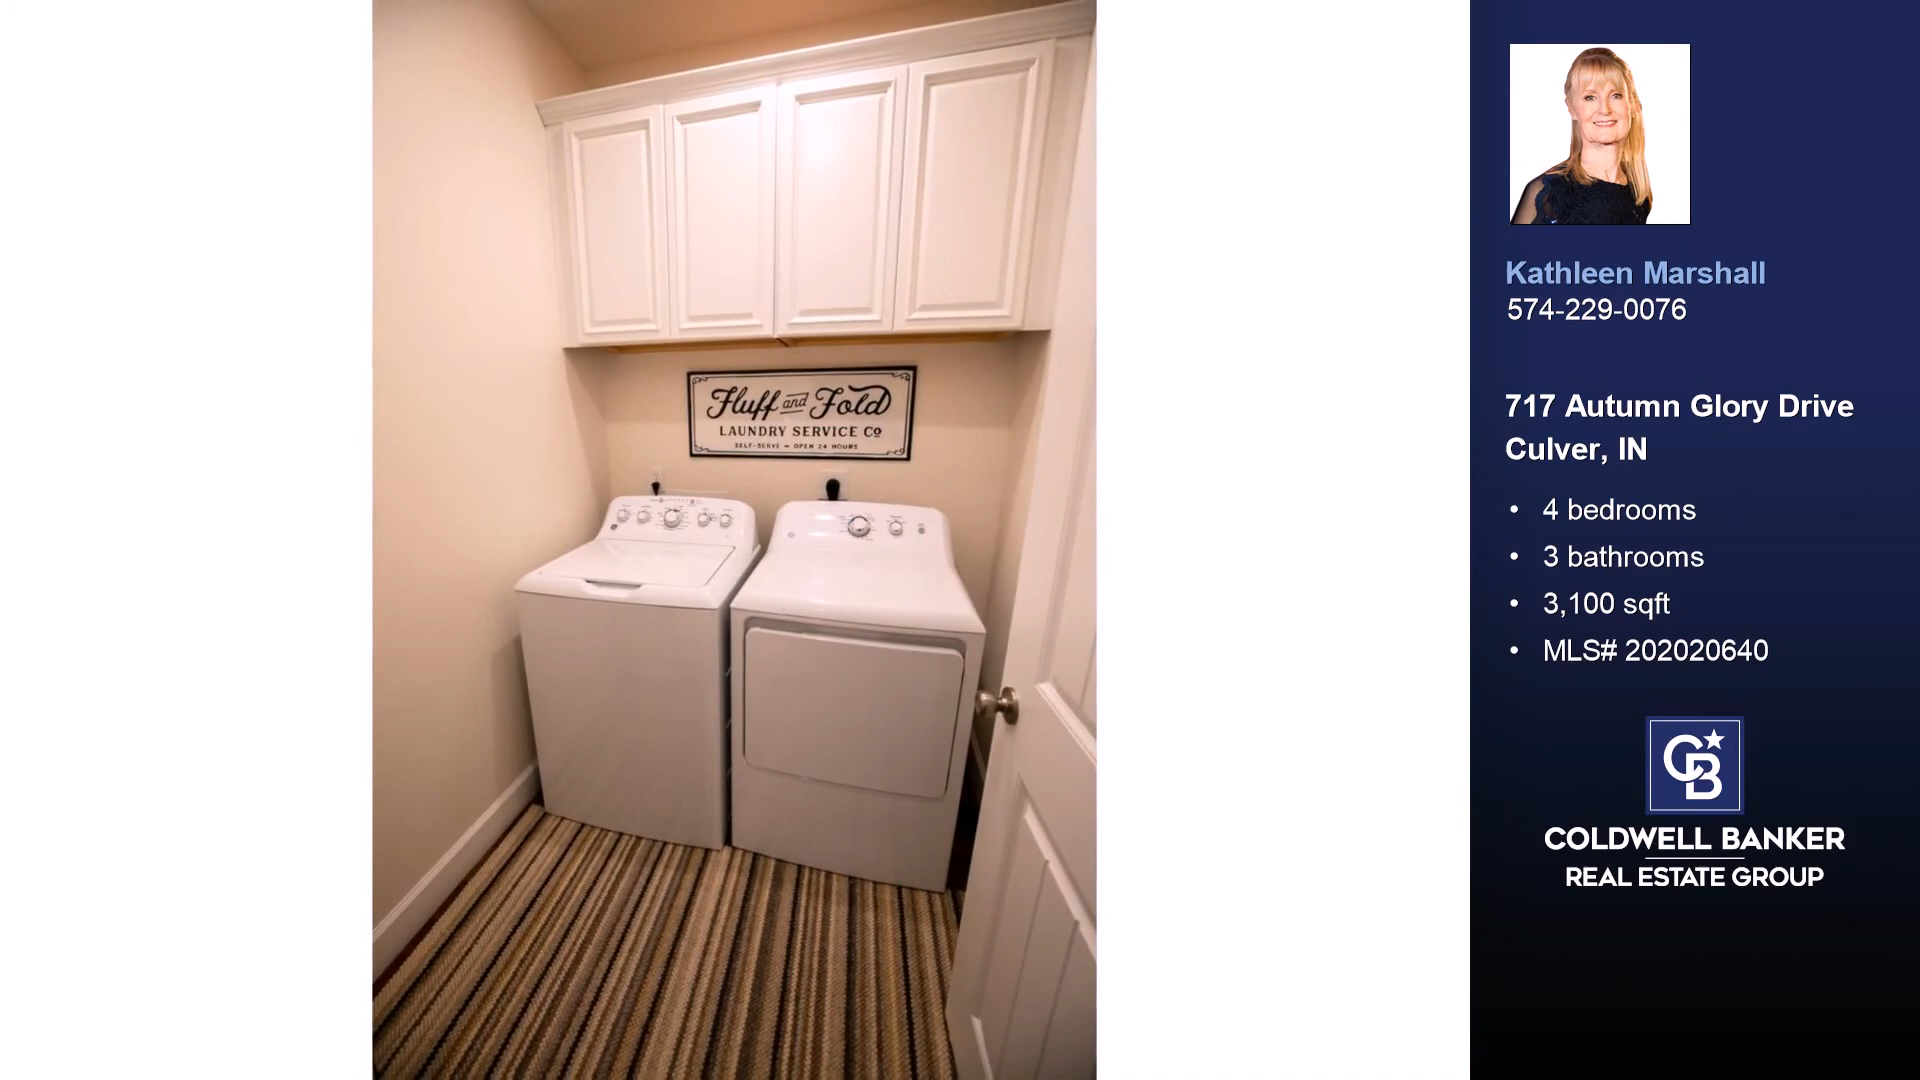 Fluff and Fold
LAUNDRY SERVICE Co
SELF-SERVE - OPEN 24 HOURS
Kathleen Marshall
574-229-0076
717 Autumn Glory Drive
Culver, IN
• 4 bedrooms
• 3 bathrooms
• 3,100 sqft
• MLS# 202020640
CB
COLDWELL BANKER
REAL ESTATE GROUP